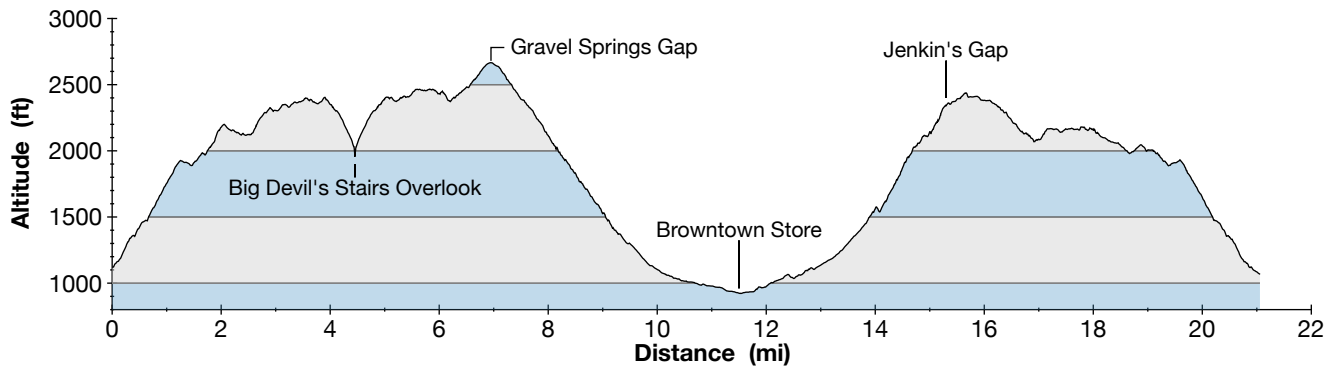 3000
2500
2000
1500
1000
Altitude (ft)
Gravel Springs Gap
Jenkin's Gap
Big Devil's Stairs Overlook
Browntown Store
0 2 4 6 8 10 12 14 16 18 20 22
Distance (mi)